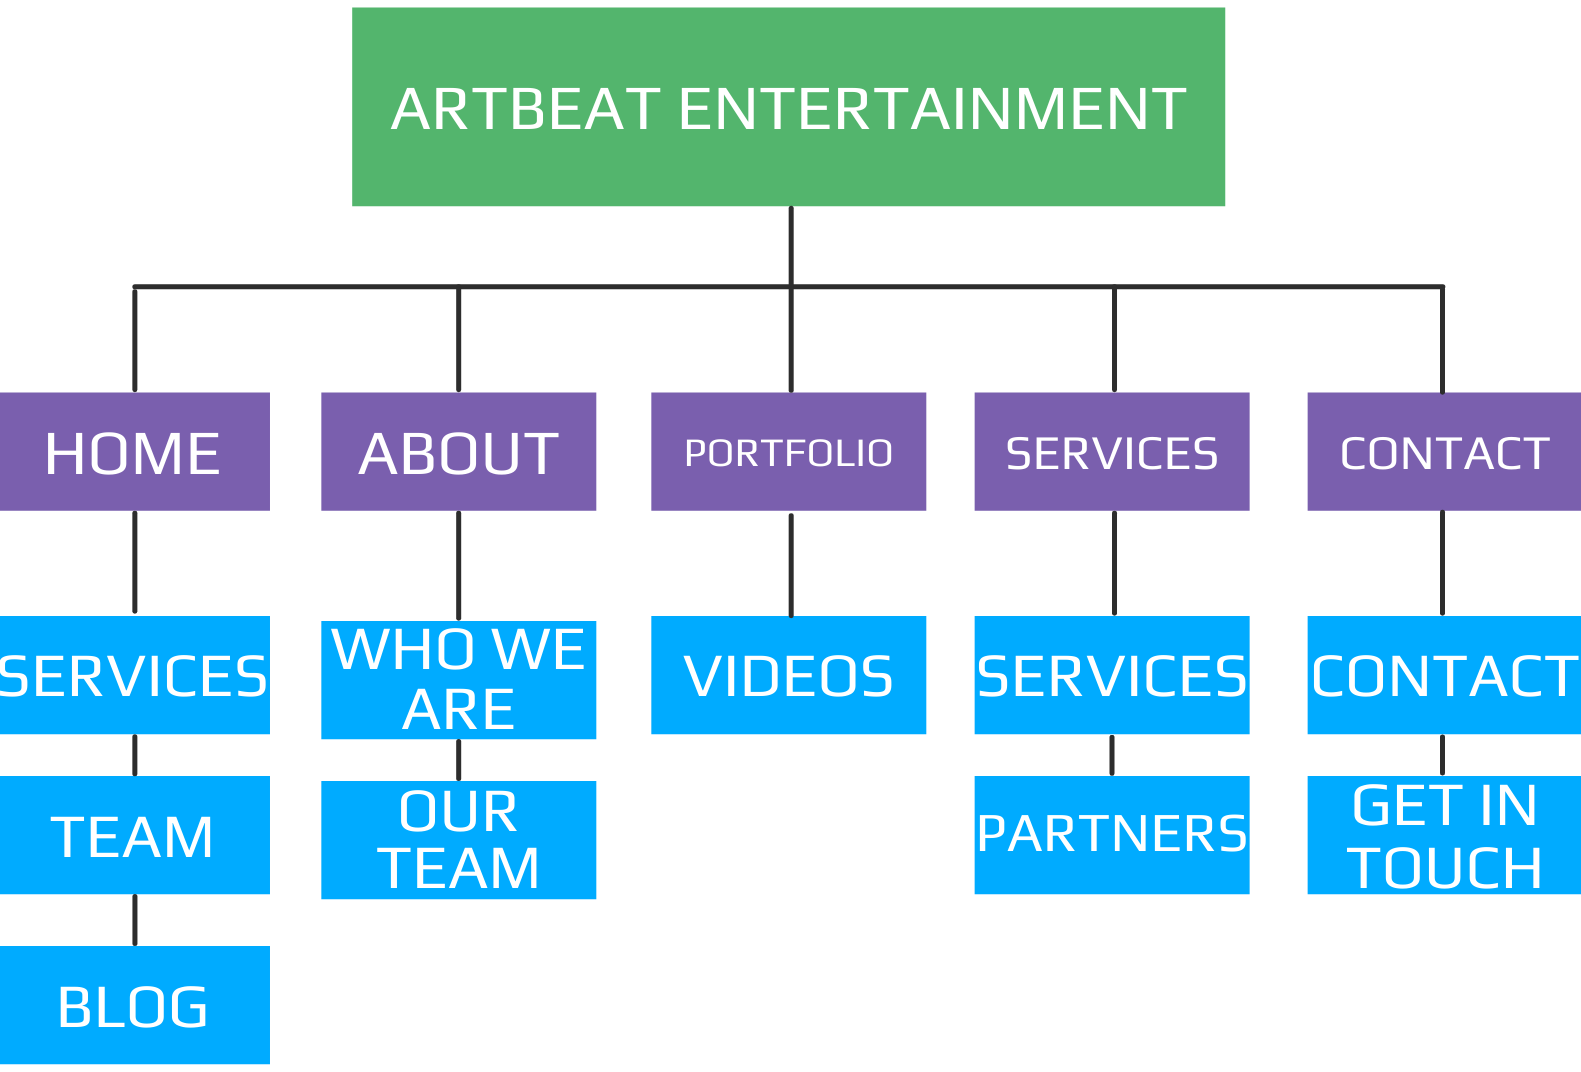 ARTBEAT ENTERTAINMENT
HOME
ABOUT
PORTFOLIO
SERVICES
CONTACT
SERVICES
WHO WE
ARE
VIDEOS
SERVICES
CONTACT
TEAM
OUR
TEAM
PARTNERS
GET IN
TOUCH
BLOG